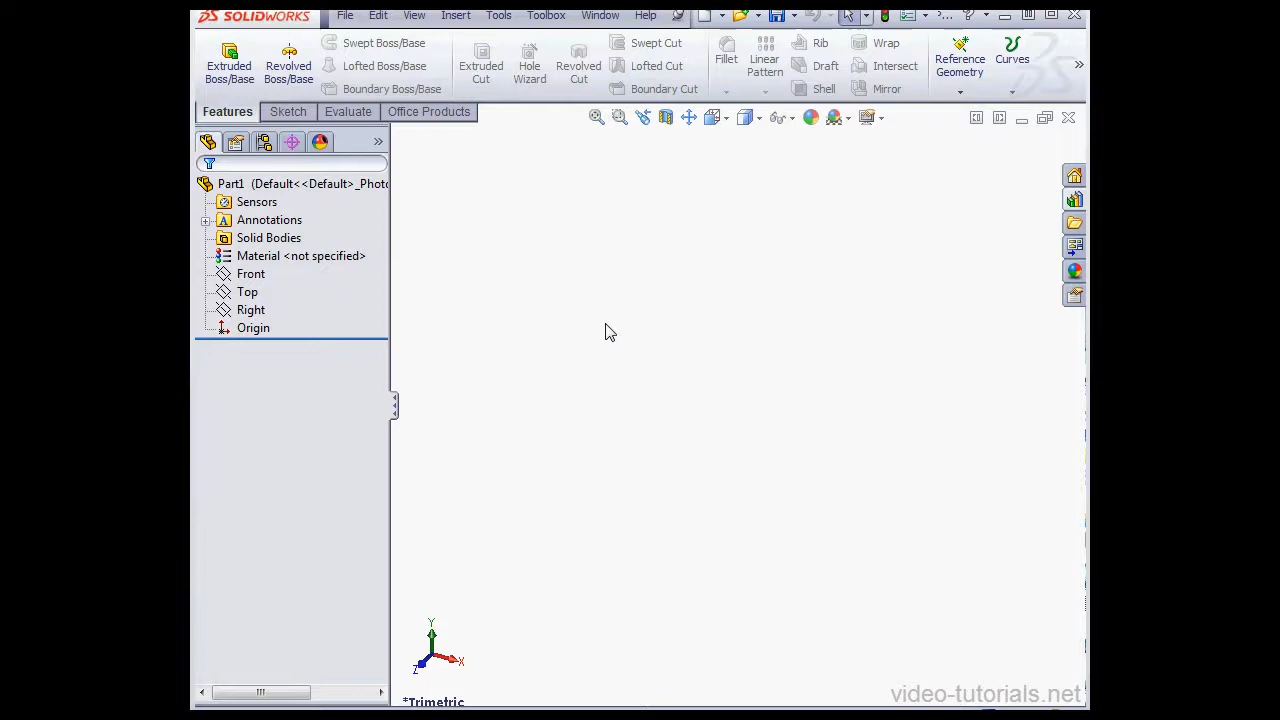 SOLIDWORKS File Edit View Insert Tools Toolbox Window Help
Extruded Boss/Base
Revolved Boss/Base
Swept Boss/Base
Lofted Boss/Base
Boundary Boss/Base
Extruded Cut
Hole Wizard
Revolved Cut
Swept Cut
Lofted Cut
Boundary Cut
Fillet
Linear Pattern
Rib
Draft
Shell
Wrap
Intersect
Mirror
Reference Geometry
Curves
Features Sketch Evaluate Office Products
Part1 (Default<<Default>_Photo
Sensors
Annotations
Solid Bodies
Material <not specified>
Front
Top
Right
Origin
Y
X
Z
*Trimetric
video-tutorials.net